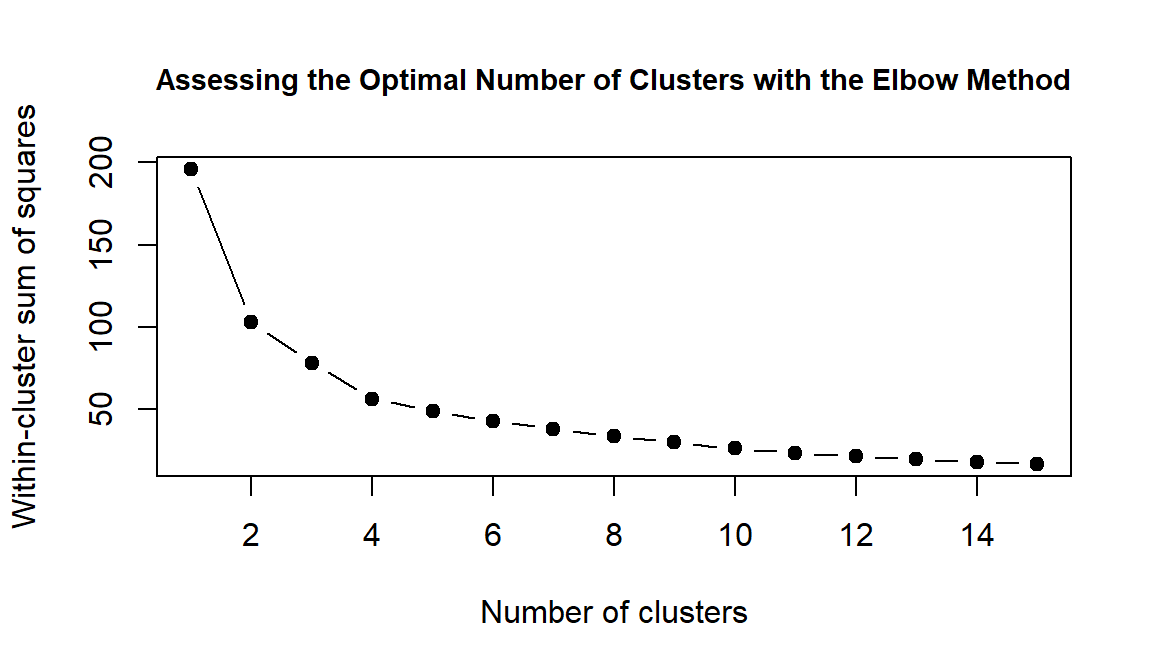 Assessing the Optimal Number of Clusters with the Elbow Method
Within-cluster sum of squares
200
150
100
50
2 4 6 8 10 12 14
Number of clusters